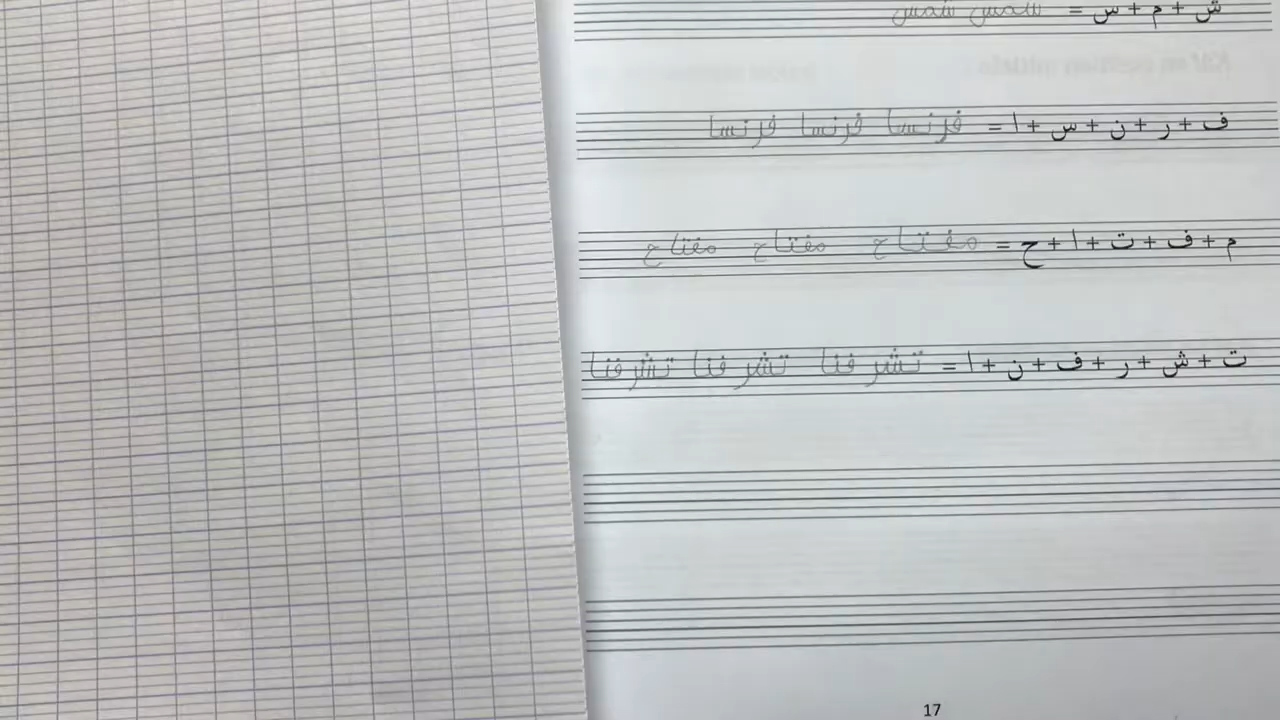 ش + م + س = شمس شمس
ف + ر + ن + س + ا = فرنسا فرنسا فرنسا
م + ف + ت + ا + ح = مفتاح مفتاح مفتاح
ت + ش + ر + ف + ن + ا = تشرفنا تشرفنا تشرفنا
17